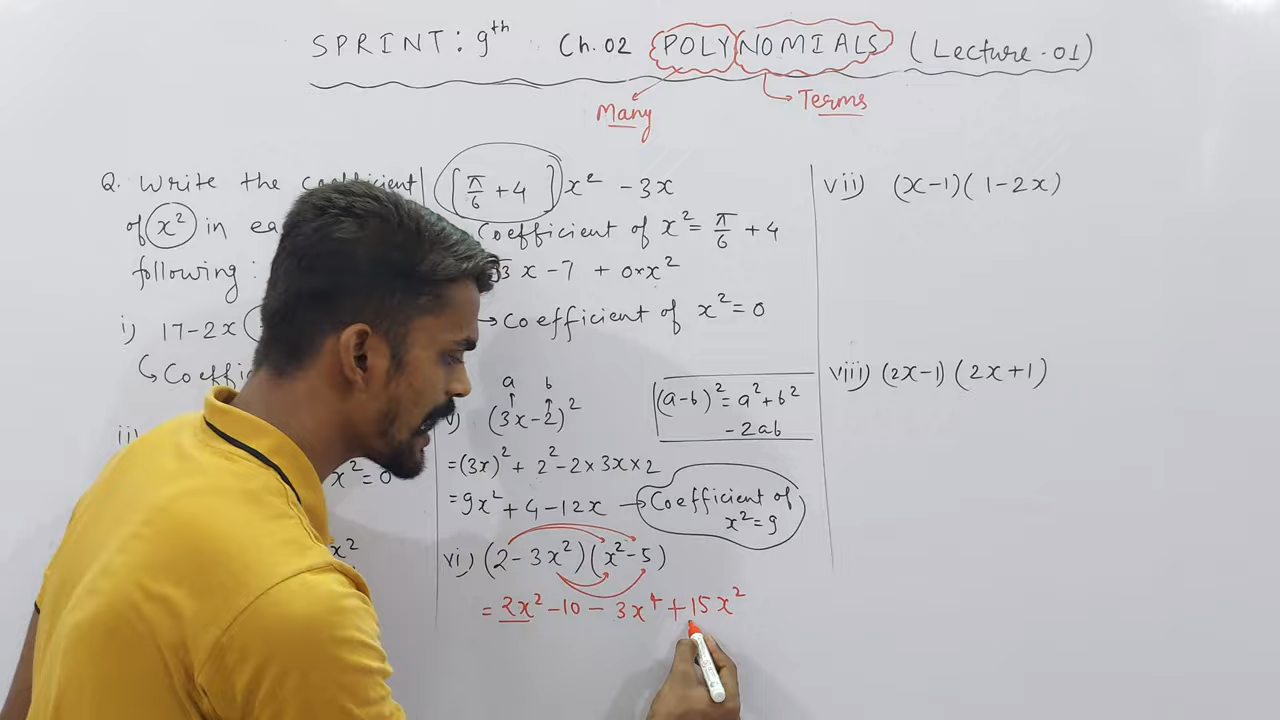 SPRINT: 9th Ch. 02 POLYNOMIALS (Lecture-01)
Many
Terms
Q. Write the coefficient
of x² in
following:
i) 17-2x
↳
ii)
x²=0
x²
[π/6 + 4] x² - 3x
Coefficient of x² = π/6 + 4
x - 7 + 0×x²
→ Coefficient of x² = 0
a b
(3x-2)²
(a-b)² = a² + b²
- 2ab
= (3x)² + 2² - 2×3x×2
= 9x² + 4 - 12x → Coefficient of
x² = 9
vi) (2-3x²)(x²-5)
= 2x² - 10 - 3x⁴ + 15x²
vii) (x-1)(1-2x)
viii) (2x-1)(2x+1)